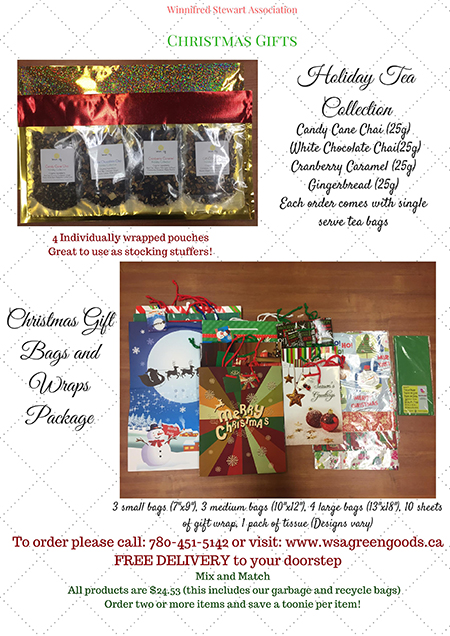 Winnifred Stewart Association
CHRISTMAS GIFTS
Holiday Tea
Collection
Candy Cane Chai (25g)
White Chocolate Chai(25g)
Cranberry Caramel (25g)
Gingerbread (25g)
Each order comes with single
serve tea bags
4 Individually wrapped pouches
Great to use as stocking stuffers!
Christmas Gift
Bags and
Wraps
Package
MERRY
CHRISTMAS
3 small bags (7"x9"), 3 medium bags (10"x12"), 4 large bags (13"x18"), 10 sheets
of gift wrap, 1 pack of tissue (Designs vary)
To order please call: 780-451-5142 or visit: www.wsagreengoods.ca
FREE DELIVERY to your doorstep
Mix and Match
All products are $24.53 (this includes our garbage and recycle bags)
Order two or more items and save a toonie per item!